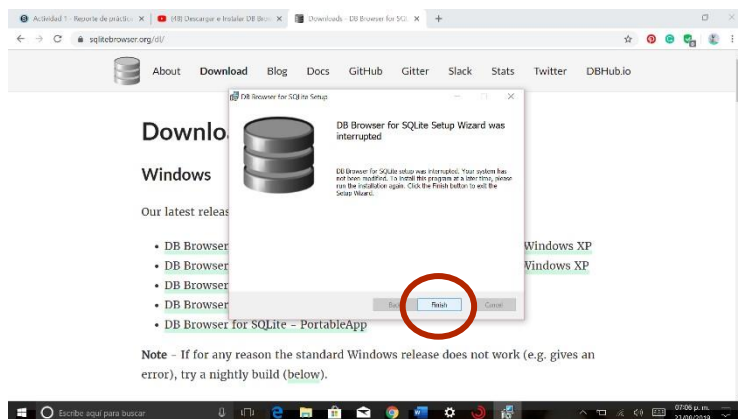 Actividad 1 - Reporte de práctic
(48) Descargar e Instalar DB Bro
Downloads - DB Browser for SQL
sqlitebrowser.org/dl/
About Download Blog Docs GitHub Gitter Slack Stats Twitter DBHub.io
DB Browser for SQLite Setup
DB Browser for SQLite Setup Wizard was
interrupted
DB Browser for SQLite setup was interrupted. Your system has
not been modified. To install this program at a later time, please
run the installation again. Click the Finish button to exit the
Setup Wizard.
Back Finish Cancel
Downlo
Windows
Our latest releas
• DB Browser Windows XP
• DB Browser Windows XP
• DB Browser
• DB Browser
• DB Browser for SQLite – PortableApp
Note – If for any reason the standard Windows release does not work (e.g. gives an
error), try a nightly build (below).
Escribe aquí para buscar
07:06 p. m.
23/08/2019